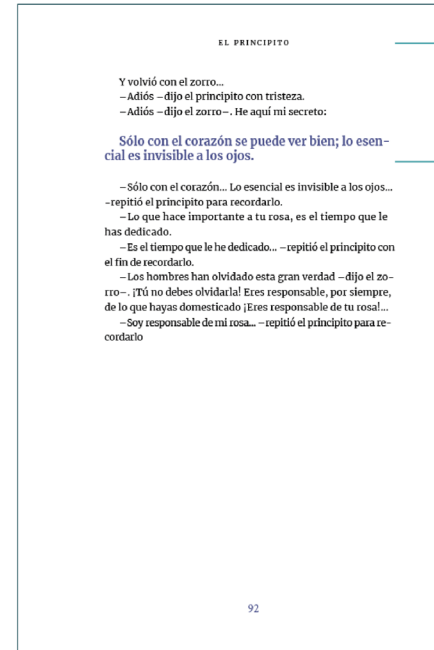 EL PRINCIPITO
Y volvió con el zorro...
–Adiós –dijo el principito con tristeza.
–Adiós –dijo el zorro–. He aquí mi secreto:
Sólo con el corazón se puede ver bien; lo esen-
cial es invisible a los ojos.
–Sólo con el corazón... Lo esencial es invisible a los ojos...
–repitió el principito para recordarlo.
–Lo que hace importante a tu rosa, es el tiempo que le
has dedicado.
–Es el tiempo que le he dedicado... –repitió el principito con
el fin de recordarlo.
–Los hombres han olvidado esta gran verdad –dijo el zo-
rro–. ¡Tú no debes olvidarla! Eres responsable, por siempre,
de lo que hayas domesticado ¡Eres responsable de tu rosa!...
–Soy responsable de mi rosa... –repitió el principito para re-
cordarlo
92